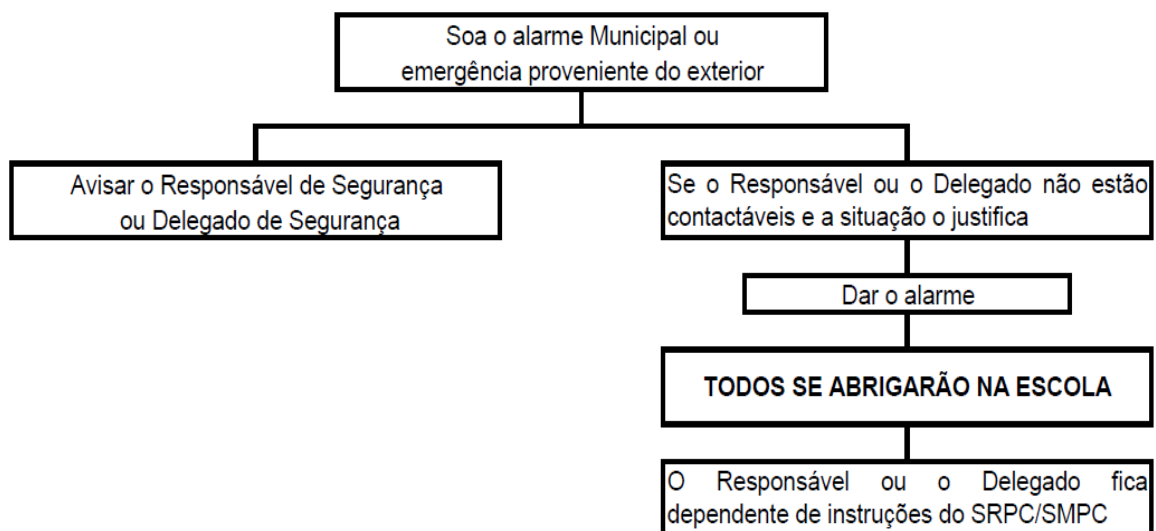 Soa o alarme Municipal ou
emergência proveniente do exterior
Avisar o Responsável de Segurança
ou Delegado de Segurança
Se o Responsável ou o Delegado não estão
contactáveis e a situação o justifica
Dar o alarme
TODOS SE ABRIGARÃO NA ESCOLA
O Responsável ou o Delegado fica
dependente de instruções do SRPC/SMPC